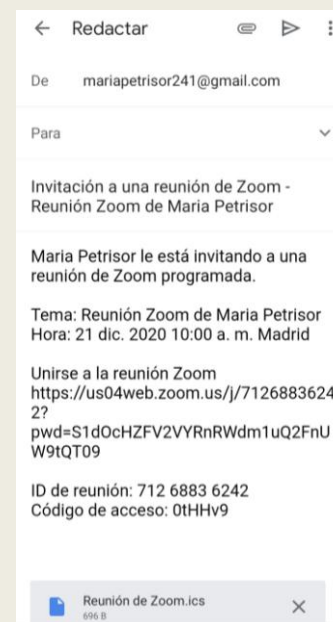 Redactar
De mariapetrisor241@gmail.com
Para
Invitación a una reunión de Zoom -
Reunión Zoom de Maria Petrisor
Maria Petrisor le está invitando a una
reunión de Zoom programada.
Tema: Reunión Zoom de Maria Petrisor
Hora: 21 dic. 2020 10:00 a. m. Madrid
Unirse a la reunión Zoom
https://us04web.zoom.us/j/7126883624
2?
pwd=S1dOcHZFV2VYRnRWdm1uQ2FnU
W9tQT09
ID de reunión: 712 6883 6242
Código de acceso: 0tHHv9
Reunión de Zoom.ics
696 B